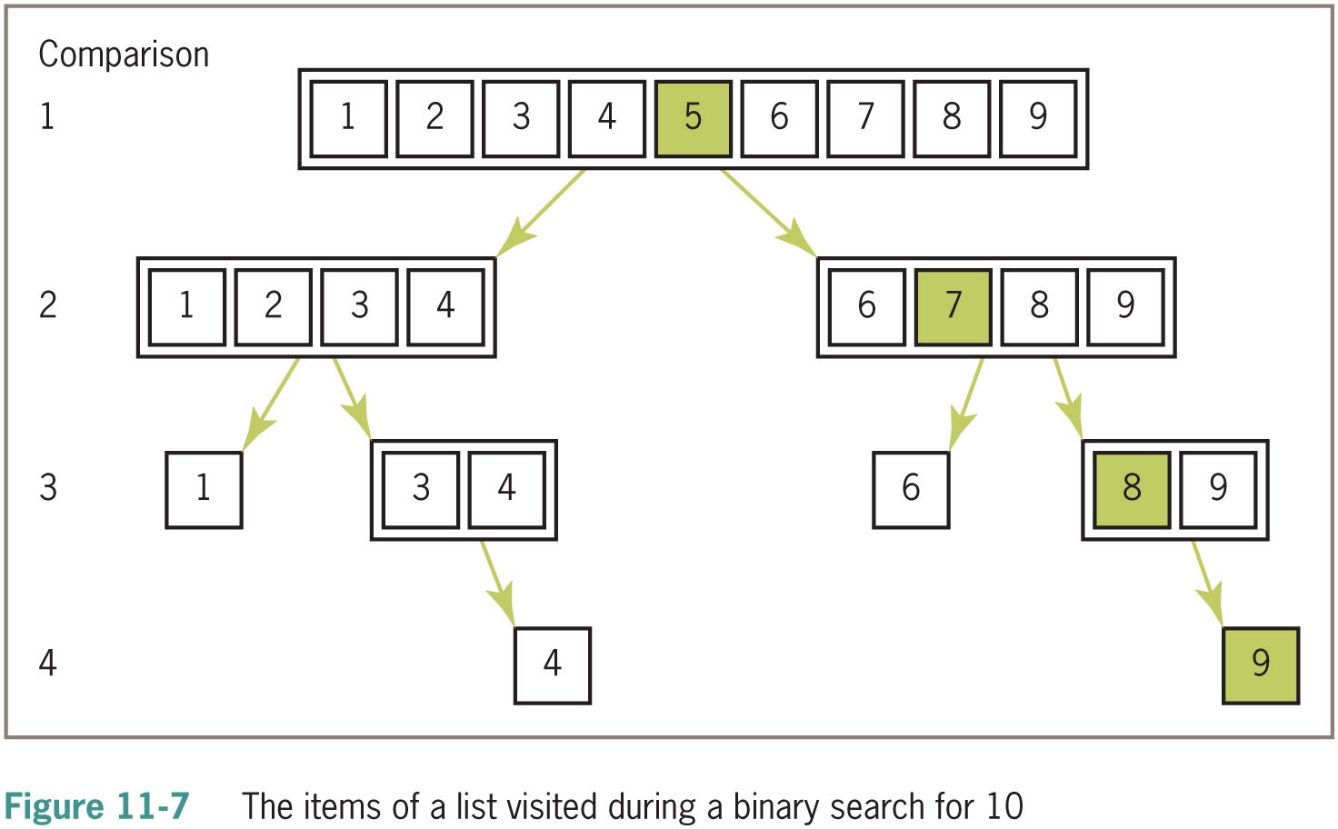 Comparison
1 1 2 3 4 5 6 7 8 9
2 1 2 3 4 6 7 8 9
3 1 3 4 6 8 9
4 4 9
Figure 11-7 The items of a list visited during a binary search for 10